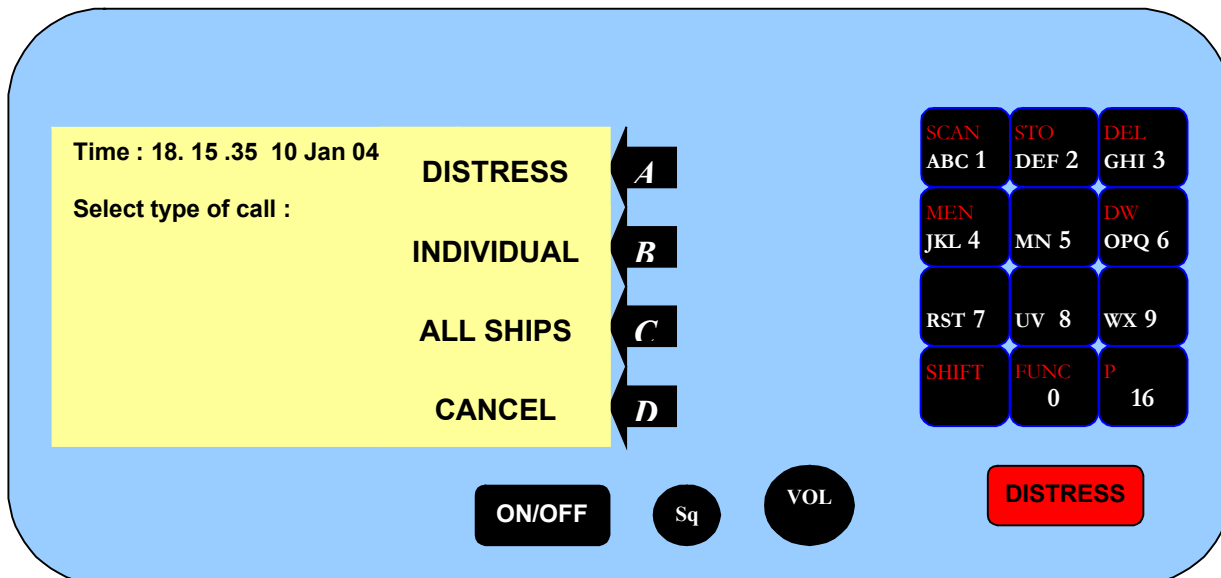 Time : 18. 15 .35 10 Jan 04
Select type of call :
DISTRESS A
INDIVIDUAL B
ALL SHIPS C
CANCEL D
SCAN STO DEL
ABC 1 DEF 2 GHI 3
MEN DW
JKL 4 MN 5 OPQ 6
RST 7 UV 8 WX 9
SHIFT FUNC P
0 16
ON/OFF
Sq
VOL
DISTRESS